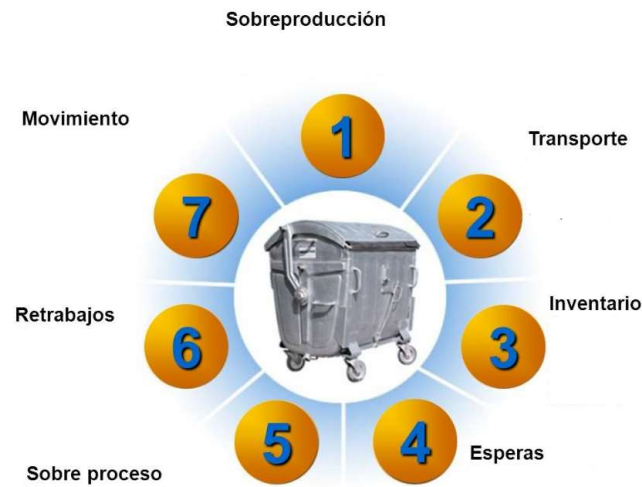 Sobreproducción
1
Transporte
2
Inventario
3
Esperas
4
Sobre proceso
5
Retrabajos
6
Movimiento
7